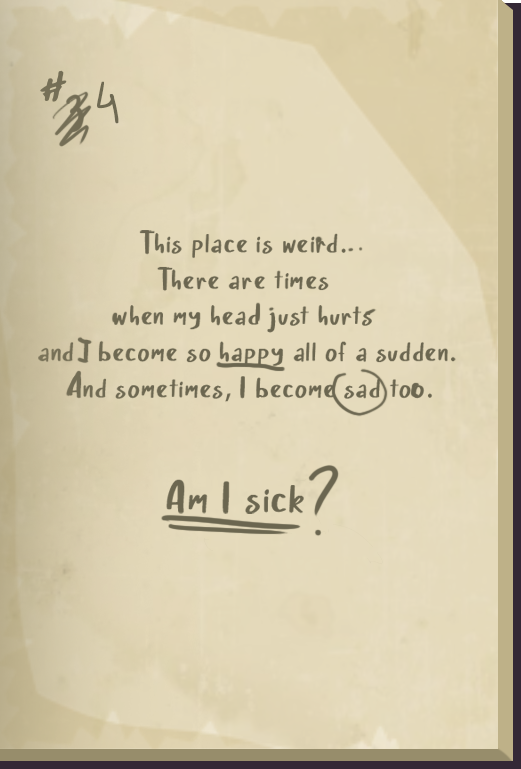 #4
This place is weird...
There are times
when my head just hurts
and I become so happy all of a sudden.
And sometimes, I become sad too.
Am I sick?